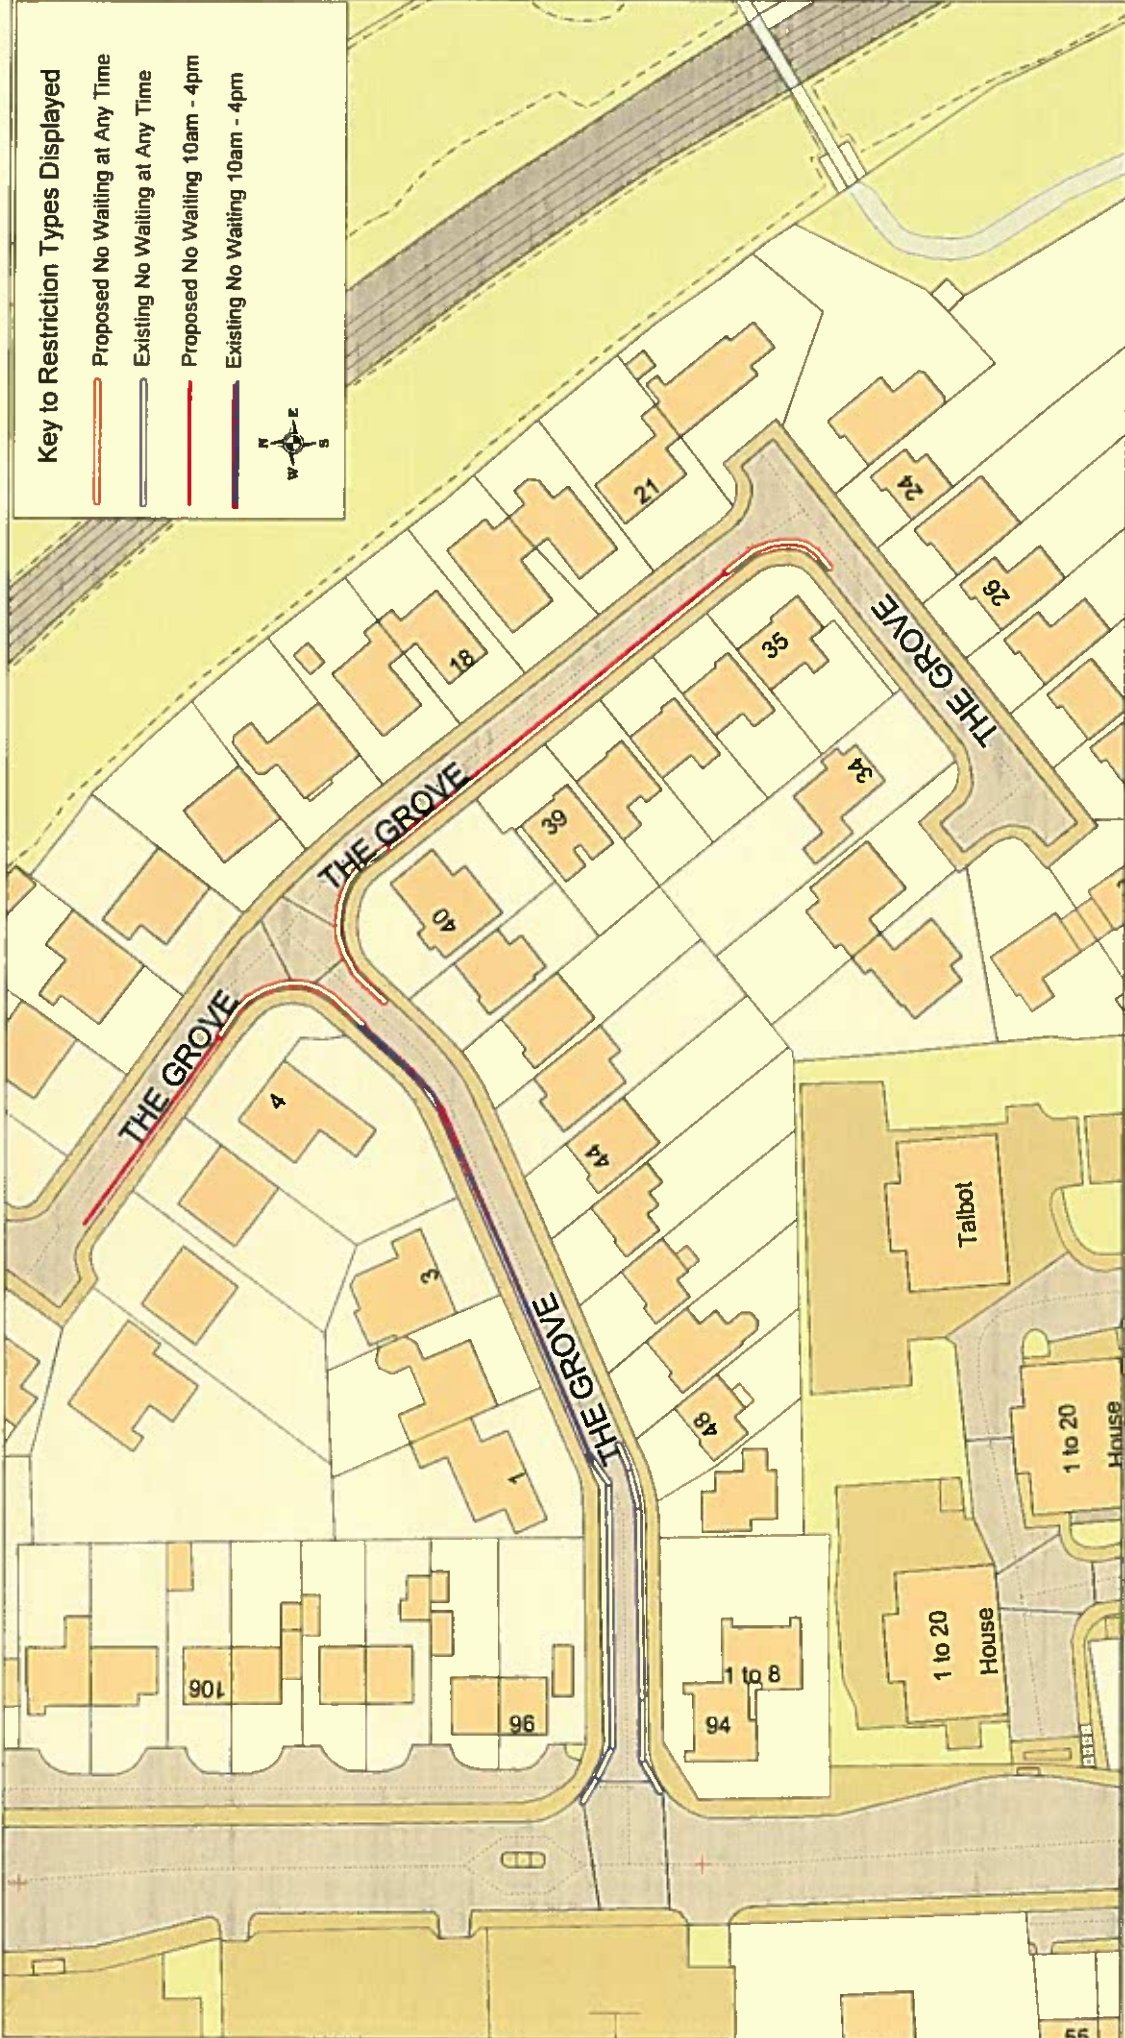 Key to Restriction Types Displayed
Proposed No Waiting at Any Time
Existing No Waiting at Any Time
Proposed No Waiting 10am - 4pm
Existing No Waiting 10am - 4pm
N
W E
S
21
24
26
18
35
THE GROVE
THE GROVE
39
34
40
THE GROVE
4
44
3
THE GROVE
48
1
Talbot
1 to 20
House
1 to 20
House
106
96
94
1 to 8
55